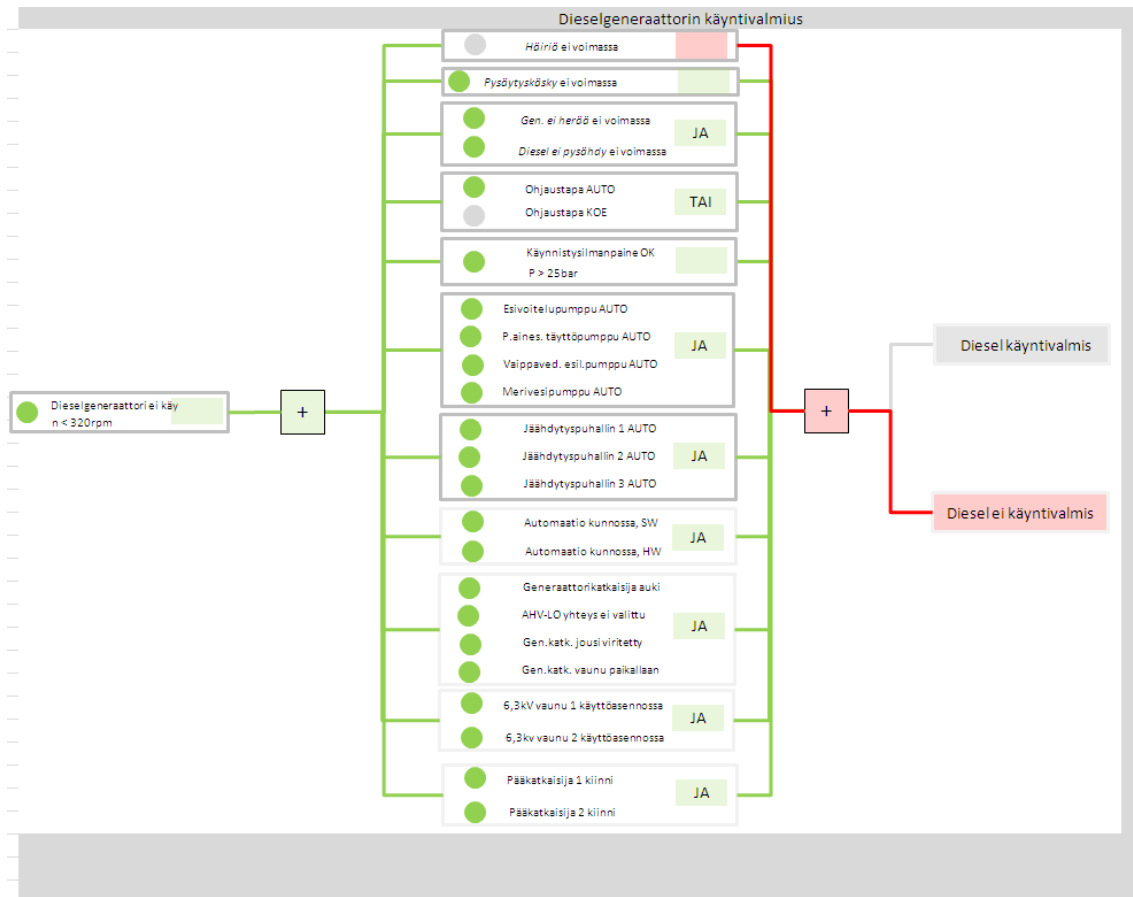 Dieselgeneraattorin käyntivalmius
Häiriö ei voimassa
Pysäytyskäsky ei voimassa
Gen. ei herää ei voimassa
JA
Diesel ei pysähdy ei voimassa
Ohjaustapa AUTO
TAI
Ohjaustapa KOE
Käynnistysilmanpaine OK
P > 25bar
Esivoitelupumppu AUTO
P.aines. täyttöpumppu AUTO
JA
Vaippaved. esil.pumppu AUTO
Merivesipumppu AUTO
Diesel käyntivalmis
Dieselgeneraattori ei käy
n < 320rpm
+
+
Jäähdytyspuhallin 1 AUTO
Jäähdytyspuhallin 2 AUTO
JA
Jäähdytyspuhallin 3 AUTO
Diesel ei käyntivalmis
Automaatio kunnossa, SW
JA
Automaatio kunnossa, HW
Generaattorikatkaisija auki
AHV-LO yhteys ei valittu
JA
Gen.katk. jousi viritetty
Gen.katk. vaunu paikallaan
6,3kV vaunu 1 käyttöasennossa
JA
6,3kv vaunu 2 käyttöasennossa
Pääkatkaisija 1 kiinni
JA
Pääkatkaisija 2 kiinni